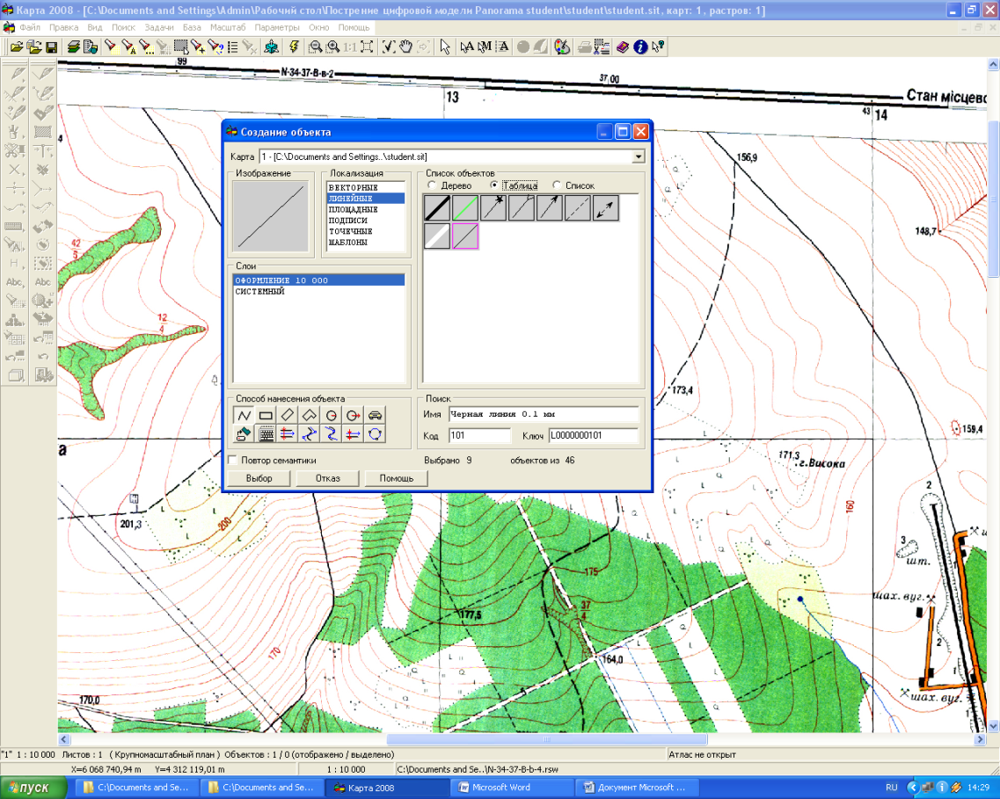 Карта 2008 - [C:\Documents and Settings\Admin\Рабочий стол\Построение цифровой модели Panorama student\student\student.sit, карт: 1, растров: 1]
Файл Правка Вид Поиск Задачи База Масштаб Параметры Окно Помощь
1:1
99
N-34-37-В-в-2
37,00
13
Стан місцево
43 14
4
156,9
148,7
42
5
12
4
173,4
159,4
а
171,3
г.Висока
160
2
201,3
200
3
шт.
175
шах. вуг.
177,5
37
4
2
170
164,0
1
шах. вуг.
170,0
1
Создание объекта
Карта 1 - [C:\Documents and Settings..\student.sit]
Изображение
Локализация
ВЕКТОРНЫЕ
ЛИНЕЙНЫЕ
ПЛОЩАДНЫЕ
ПОДПИСИ
ТОЧЕЧНЫЕ
ШАБЛОНЫ
Список объектов
Дерево Таблица Список
Слои
ОФОРМЛЕНИЕ 10 000
СИСТЕМНЫЙ
Способ нанесения объекта
Поиск
Имя Черная линия 0.1 мм
Код 101 Ключ L0000000101
Повтор семантики
Выбрано 9 объектов из 46
Выбор Отказ Помощь
"1" 1 : 10 000 Листов : 1 ( Крупномасштабный план ) Объектов : 1 / 0 (отображено / выделено)
Атлас не открыт
X=6 068 740,94 m Y=4 312 119,01 m
1 : 10 000
C:\Documents and Se..\N-34-37-В-b-4.rsw
пуск
C:\Documents and Se...
C:\Documents and Se...
Карта 2008
Microsoft Word
Документ Microsoft ...
RU
14:29